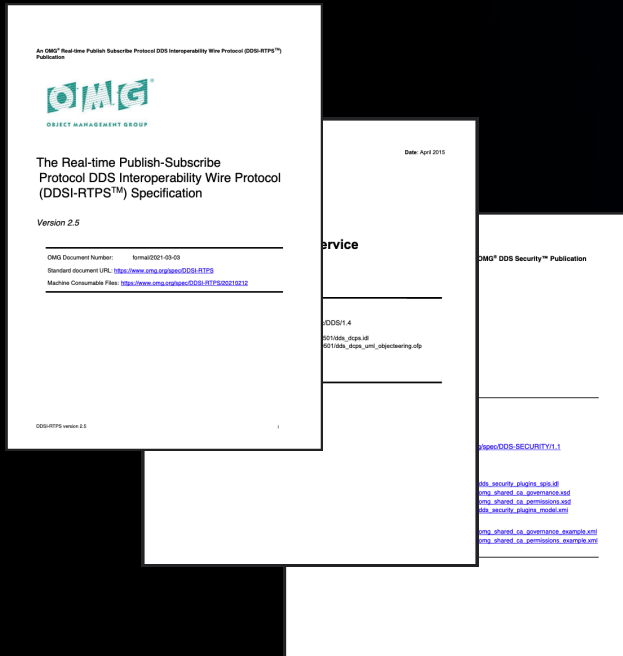 An OMG® Real-time Publish Subscribe Protocol DDS Interoperability Wire Protocol (DDSI-RTPS™)
Publication
OMG®
OBJECT MANAGEMENT GROUP
The Real-time Publish-Subscribe
Protocol DDS Interoperability Wire Protocol
(DDSI-RTPS™) Specification
Version 2.5
OMG Document Number: formal/2021-03-03
Standard document URL: https://www.omg.org/spec/DDSI-RTPS
Machine Consumable Files: https://www.omg.org/spec/DDSI-RTPS/20210212
DDSI-RTPS version 2.5 i
Date: April 2015
ervice
/DDS/1.4
501/dds_dcps.idl
501/dds_dcps_uml_objecteering.ofp
OMG® DDS Security™ Publication
g/spec/DDS-SECURITY/1.1
dds_security_plugins_spis.idl
omg_shared_ca_governance.xsd
omg_shared_ca_permissions.xsd
dds_security_plugins_model.xmi
omg_shared_ca_governance_example.xml
omg_shared_ca_permissions_example.xml